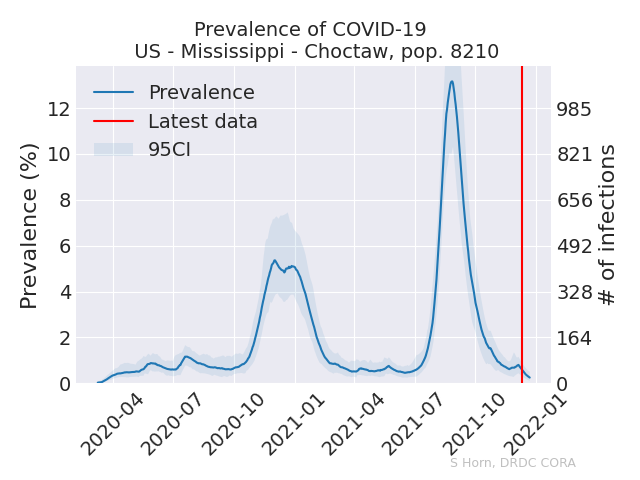 Prevalence of COVID-19
US - Mississippi - Choctaw, pop. 8210
Prevalence
Latest data
95CI
Prevalence (%)
12
10
8
6
4
2
0
985
821
656
492
328
164
0
# of infections
2020-04
2020-07
2020-10
2021-01
2021-04
2021-07
2021-10
2022-01
S Horn, DRDC CORA